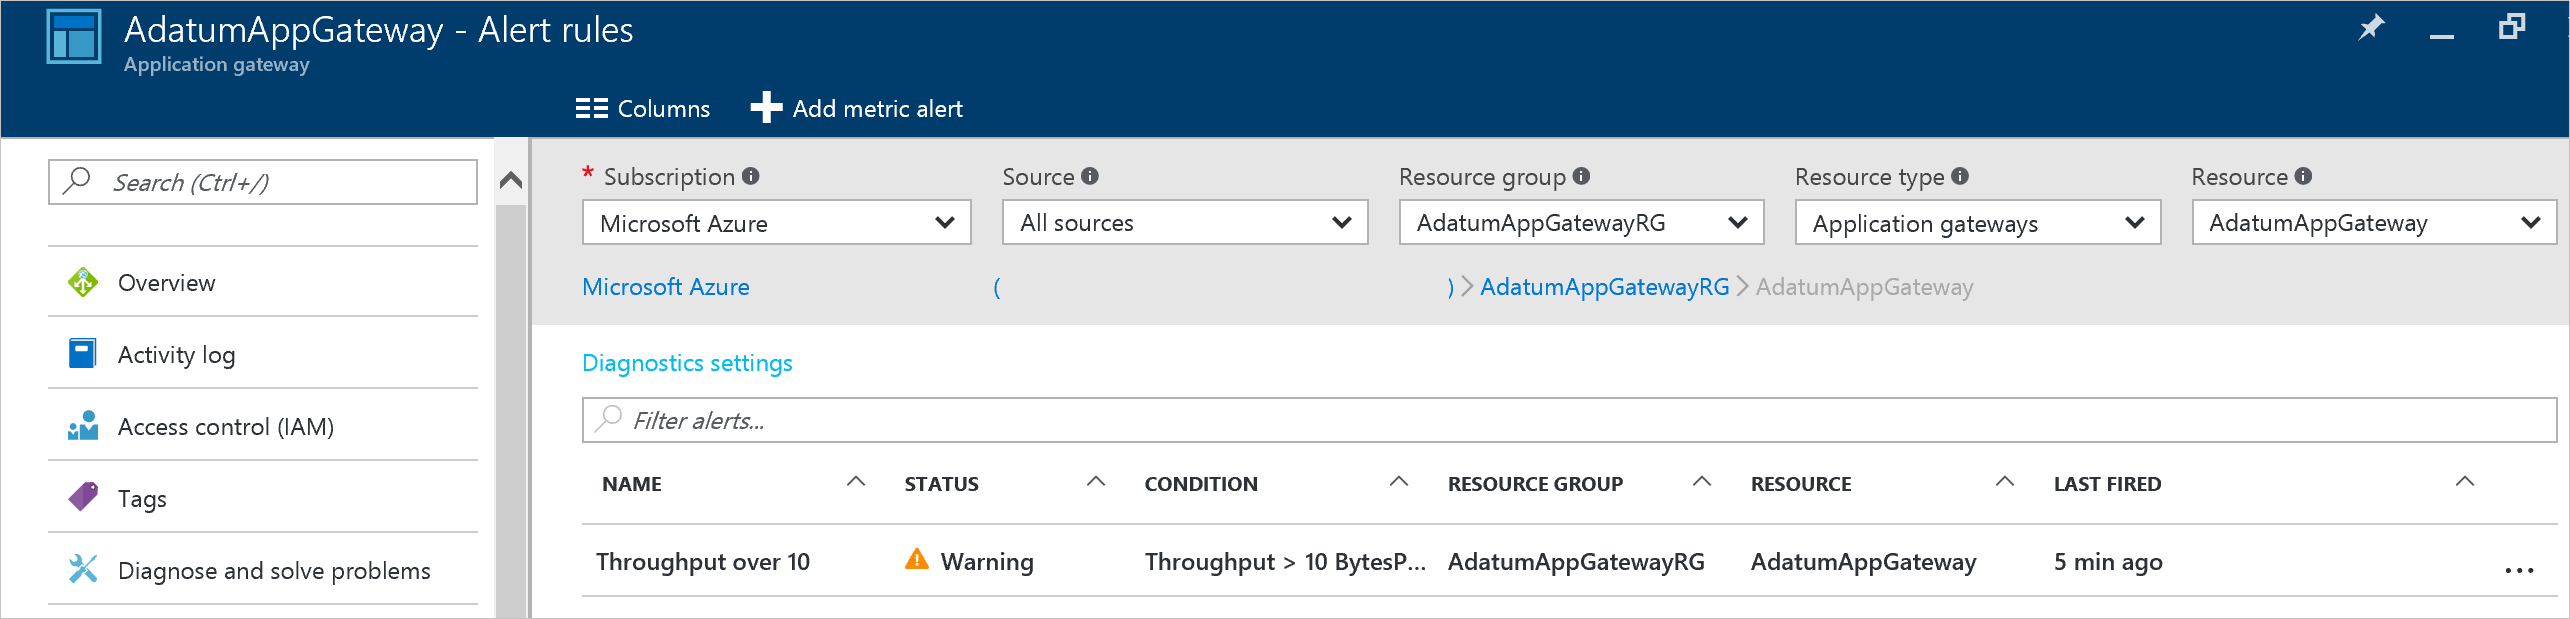 AdatumAppGateway - Alert rules
Application gateway
Columns
Add metric alert
Search (Ctrl+/)
Overview
Activity log
Access control (IAM)
Tags
Diagnose and solve problems
* Subscription
Source
Resource group
Resource type
Resource
Microsoft Azure
All sources
AdatumAppGatewayRG
Application gateways
AdatumAppGateway
Microsoft Azure ( ) > AdatumAppGatewayRG > AdatumAppGateway
Diagnostics settings
Filter alerts...
NAME STATUS CONDITION RESOURCE GROUP RESOURCE LAST FIRED
Throughput over 10 Warning Throughput > 10 BytesP... AdatumAppGatewayRG AdatumAppGateway 5 min ago ...